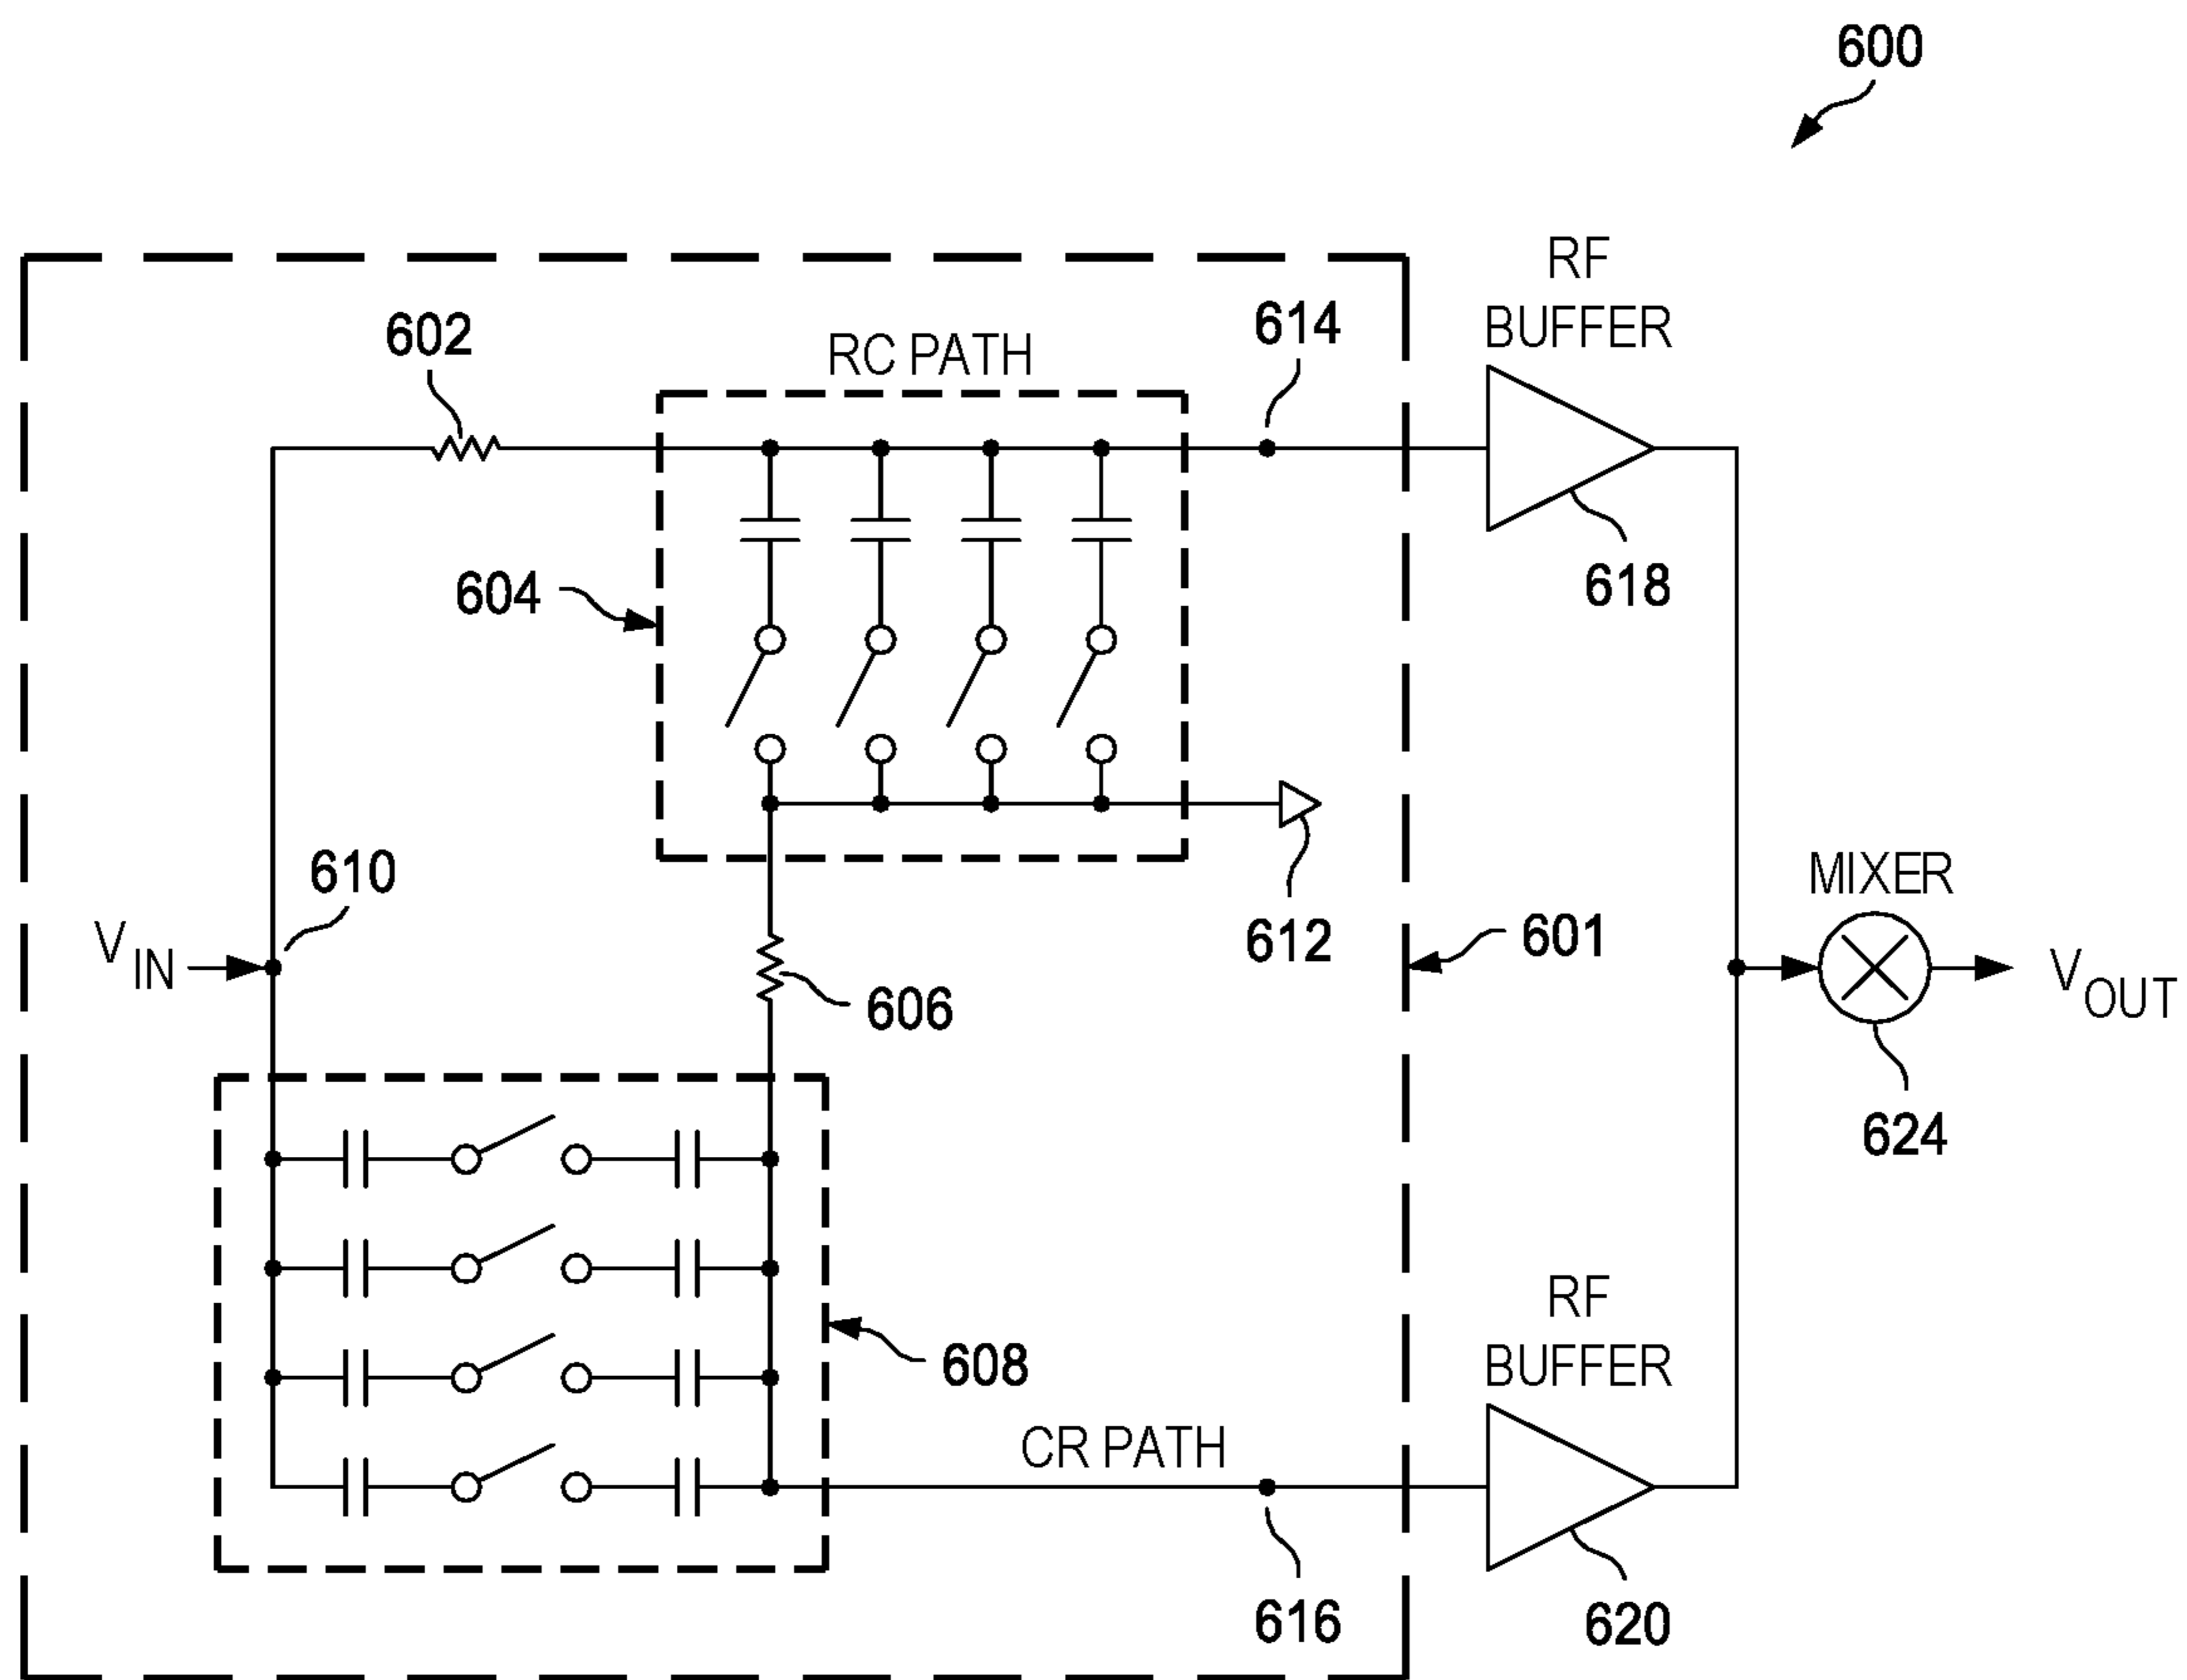 600
RF
BUFFER
602
RC PATH
614
604
618
610
612
601
MIXER
VIN
606
VOUT
624
608
RF
BUFFER
CR PATH
616
620